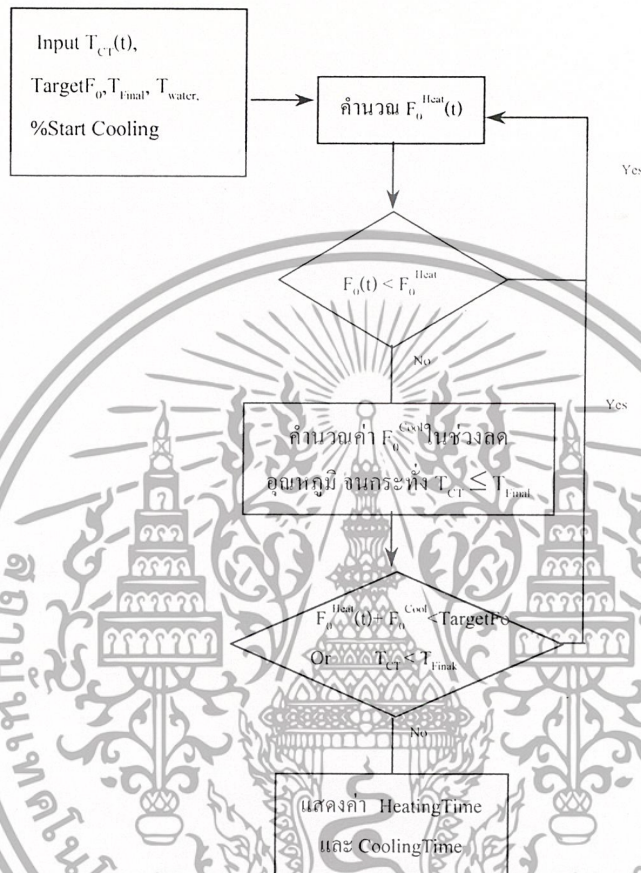 Input T_CT(t),
TargetF_0,T_Final, T_water,
%Start Cooling
คำนวณ F_0^Heat(t)
Yes
F_0(t) < F_0^Heat
No
Yes
คำนวณค่า F_0^Cool ในช่วงลด
อุณหภูมิ จนกระทั่ง T_CT ≤ T_Final
F_0^Heat(t)+ F_0^Cool <TargetFo
Or T_CT < T_Finak
No
แสดงค่า HeatingTime
และ CoolingTime